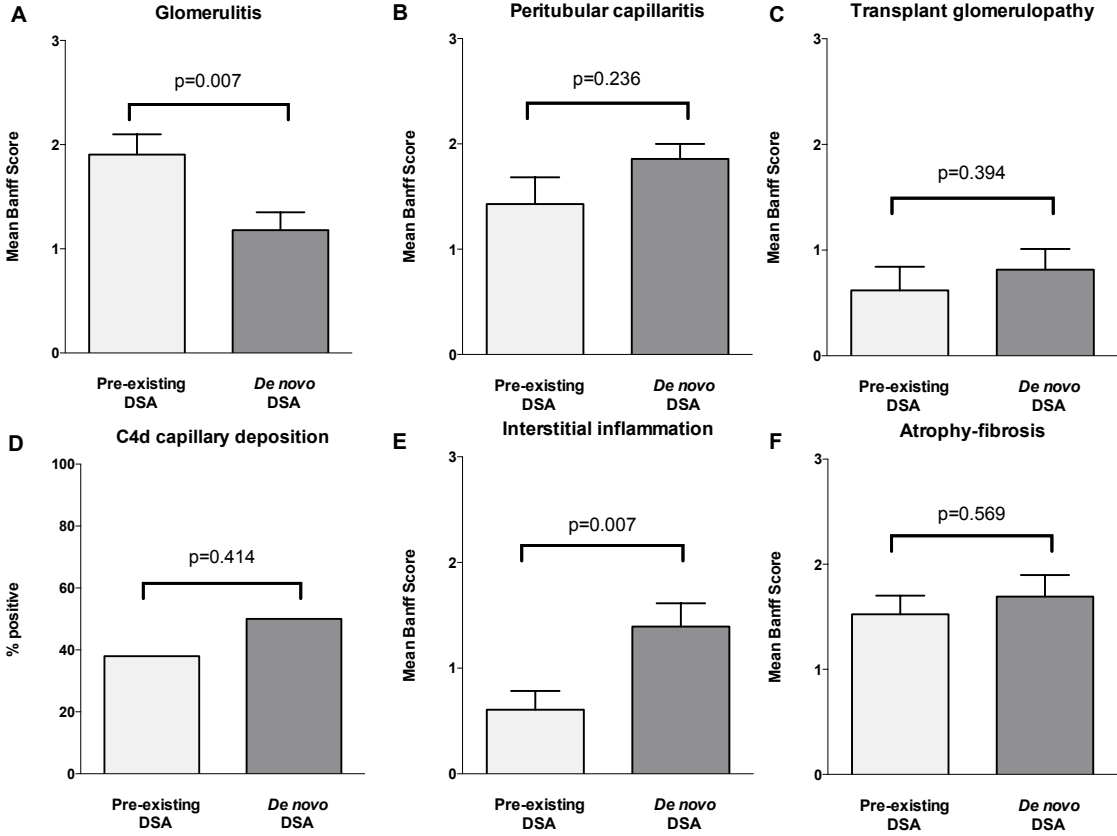 A
Glomerulitis
Mean Banff Score
3
2
1
0
p=0.007
Pre-existing
DSA
De novo
DSA
B
Peritubular capillaritis
Mean Banff Score
3
2
1
0
p=0.236
Pre-existing
DSA
De novo
DSA
C
Transplant glomerulopathy
Mean Banff Score
3
2
1
0
p=0.394
Pre-existing
DSA
De novo
DSA
D
C4d capillary deposition
% positive
100
80
60
40
20
0
p=0.414
Pre-existing
DSA
De novo
DSA
E
Interstitial inflammation
Mean Banff Score
3
2
1
0
p=0.007
Pre-existing
DSA
De novo
DSA
F
Atrophy-fibrosis
Mean Banff Score
3
2
1
0
p=0.569
Pre-existing
DSA
De novo
DSA